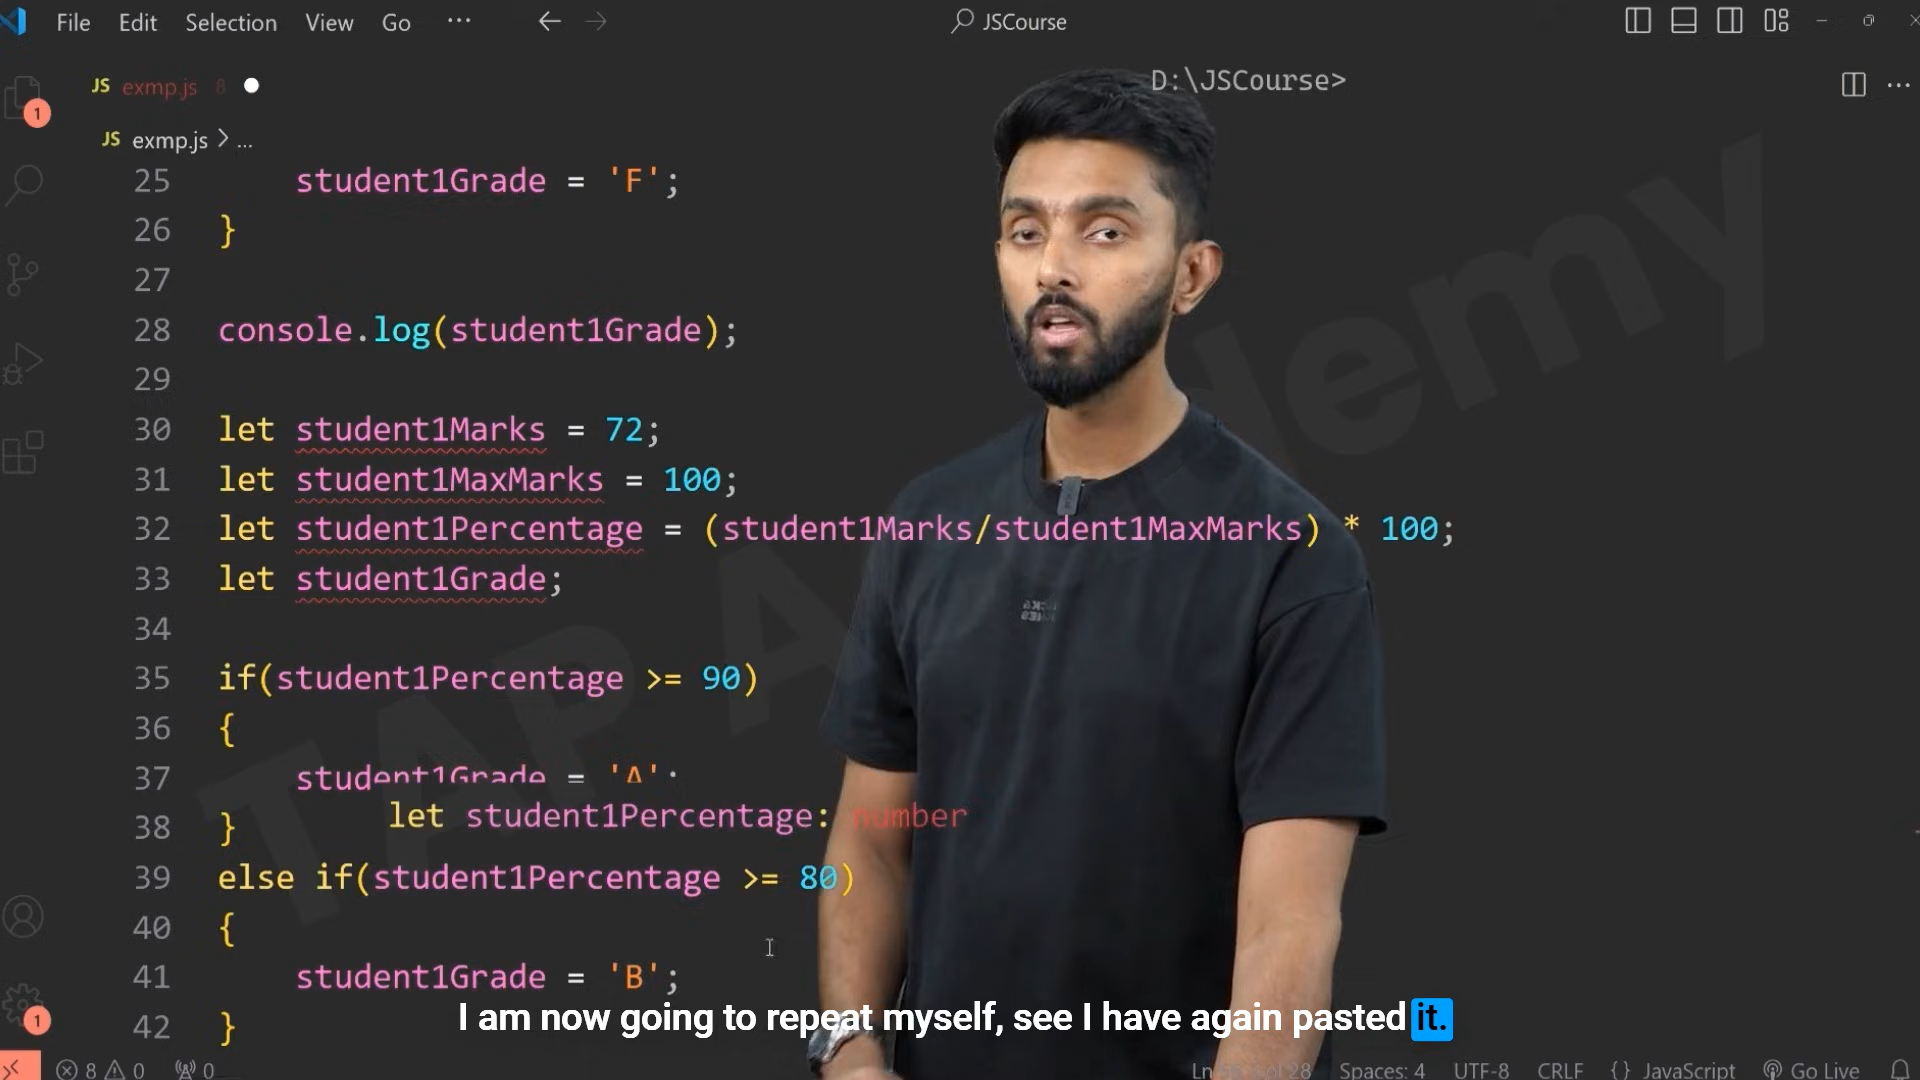 File Edit Selection View Go ... JSCourse
JS exmp.js 8
D:\JSCourse>
1
JS exmp.js > ...
25 student1Grade = 'F';
26 }
27
28 console.log(student1Grade);
29
30 let student1Marks = 72;
31 let student1MaxMarks = 100;
32 let student1Percentage = (student1Marks/student1MaxMarks) * 100;
33 let student1Grade;
34
35 if(student1Percentage >= 90)
36 {
37 student1Grade = 'A';
let student1Percentage: number
38 }
39 else if(student1Percentage >= 80)
40 {
41 student1Grade = 'B';
42 }
I am now going to repeat myself, see I have again pasted it.
1
8 0 0 Spaces: 4 UTF-8 CRLF {} JavaScript Go Live